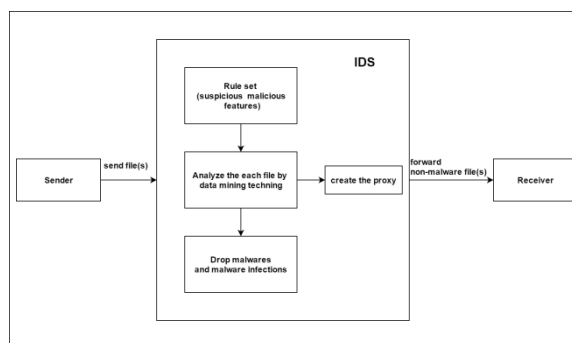 IDS
Rule set
(suspicious malicious
features)
send file(s)
Sender
Analyze the each file by
data mining techning
create the proxy
forward
non-malware file(s)
Receiver
Drop malwares
and malware infections